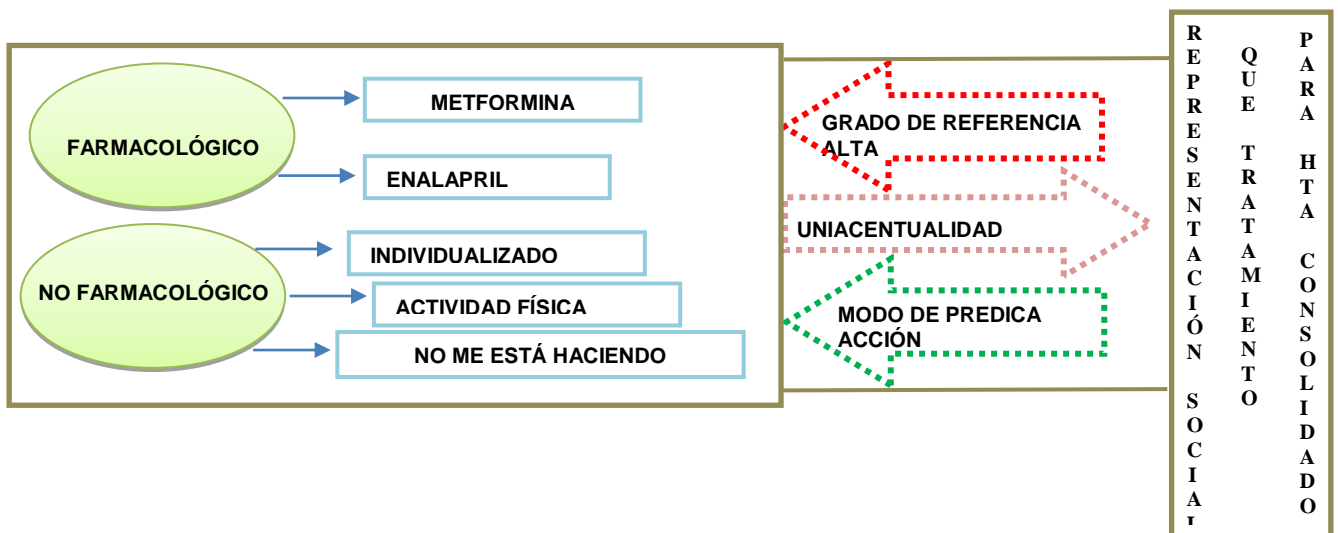 FARMACOLÓGICO
METFORMINA
ENALAPRIL
NO FARMACOLÓGICO
INDIVIDUALIZADO
ACTIVIDAD FÍSICA
NO ME ESTÁ HACIENDO
GRADO DE REFERENCIA
ALTA
UNIACENTUALIDAD
MODO DE PREDICA
ACCIÓN
REPRESENTACIÓN SOCIAL
QUE TRATAMIENTO
PARA HTA CONSOLIDADO